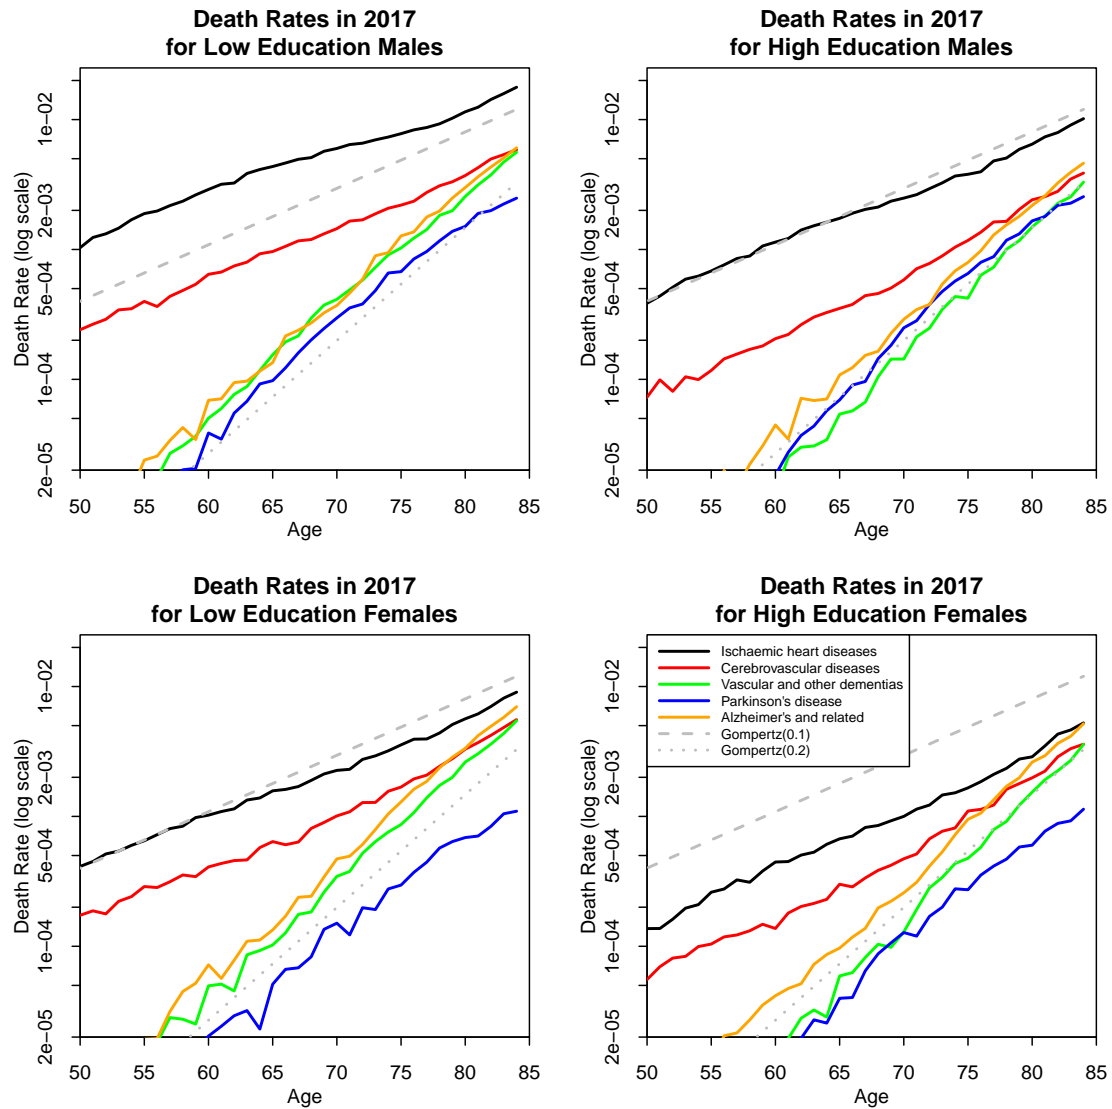 Death Rates in 2017
for Low Education Males
Death Rate (log scale)
1e−02
2e−03
5e−04
1e−04
2e−05
50 55 60 65 70 75 80 85
Age
Death Rates in 2017
for High Education Males
Death Rate (log scale)
1e−02
2e−03
5e−04
1e−04
2e−05
50 55 60 65 70 75 80 85
Age
Death Rates in 2017
for Low Education Females
Death Rate (log scale)
1e−02
2e−03
5e−04
1e−04
2e−05
50 55 60 65 70 75 80 85
Age
Death Rates in 2017
for High Education Females
Ischaemic heart diseases
Cerebrovascular diseases
Vascular and other dementias
Parkinson's disease
Alzheimer's and related
Gompertz(0.1)
Gompertz(0.2)
Death Rate (log scale)
1e−02
2e−03
5e−04
1e−04
2e−05
50 55 60 65 70 75 80 85
Age